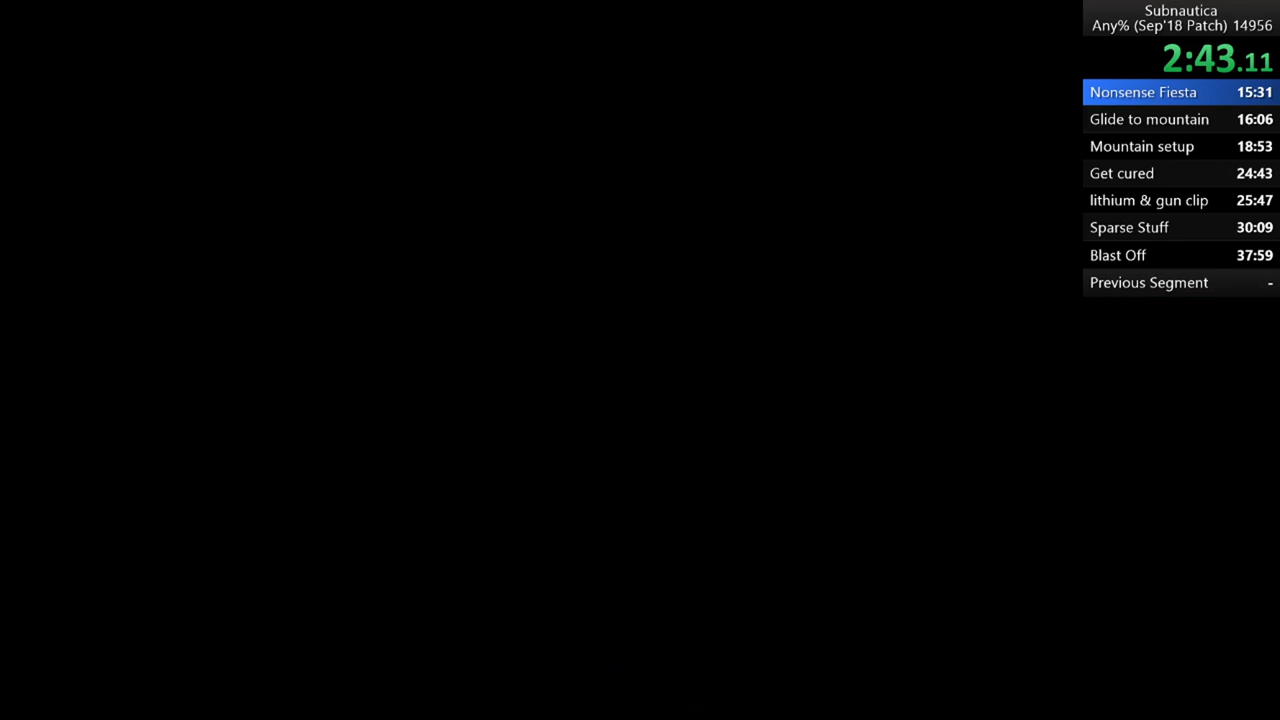 Subnautica
Any% (Sep'18 Patch) 14956
2:43.11
Nonsense Fiesta 15:31
Glide to mountain 16:06
Mountain setup 18:53
Get cured 24:43
lithium & gun clip 25:47
Sparse Stuff 30:09
Blast Off 37:59
Previous Segment -